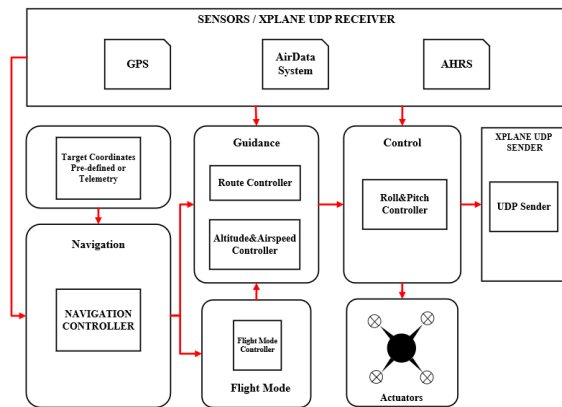 SENSORS / XPLANE UDP RECEIVER
GPS
AirData
System
AHRS
Target Coordinates
Pre-defined or
Telemetry
Guidance
Route Controller
Altitude&Airspeed
Controller
Control
Roll&Pitch
Controller
XPLANE UDP
SENDER
UDP Sender
Navigation
NAVIGATION
CONTROLLER
Flight Mode
Controller
Flight Mode
Actuators